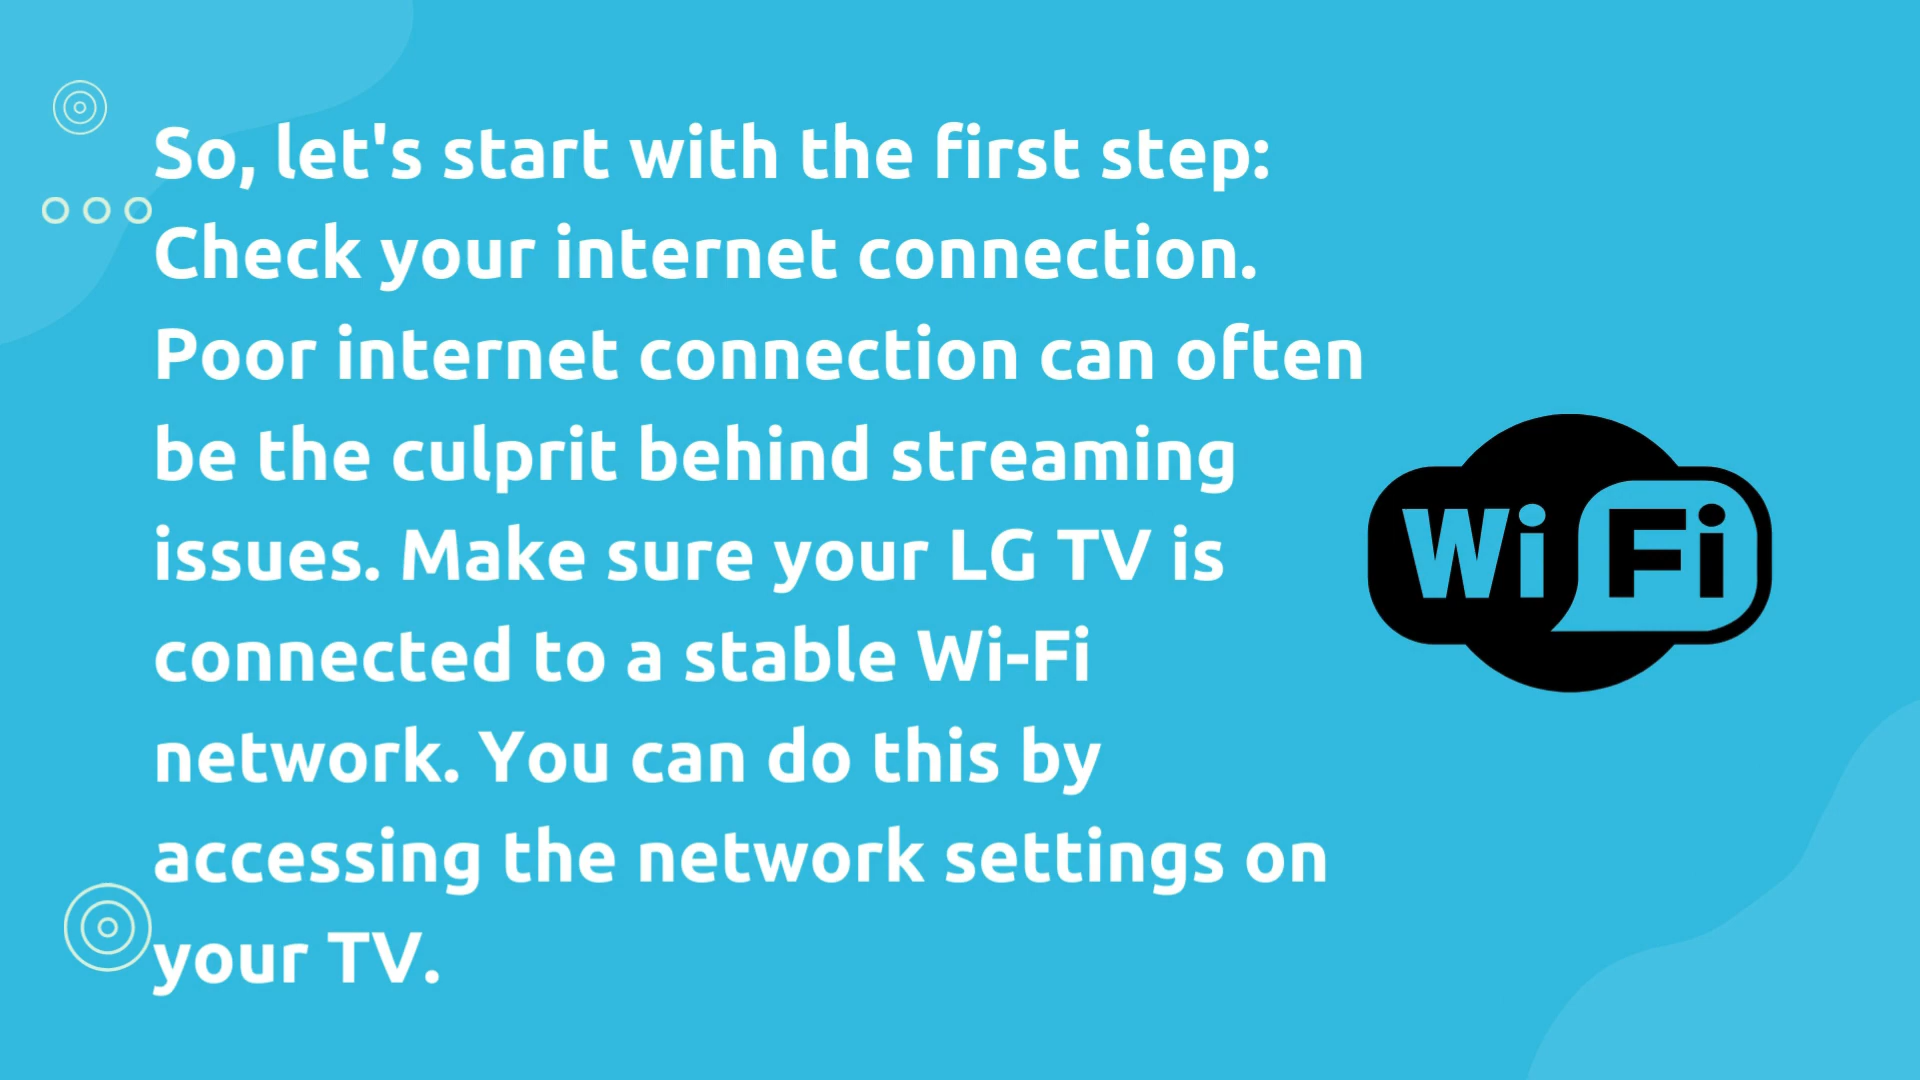 So, let's start with the first step:
Check your internet connection.
Poor internet connection can often
be the culprit behind streaming
issues. Make sure your LG TV is
connected to a stable Wi-Fi
network. You can do this by
accessing the network settings on
your TV.
Wi Fi